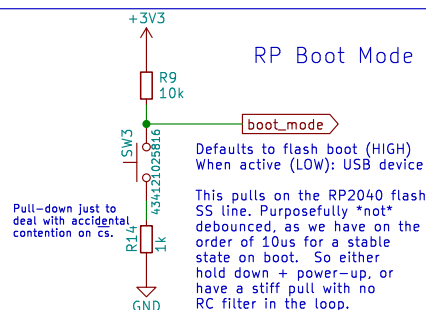 +3V3
RP Boot Mode
R9
10k
boot_mode
SW3
434121025816
Defaults to flash boot (HIGH)
When active (LOW): USB device
This pulls on the RP2040 flash
SS line. Purposefully *not*
debounced, as we have on the
order of 10us for a stable
state on boot.  So either
hold down + power-up, or
have a stiff pull with no
RC filter in the loop.
Pull-down just to
deal with accidental
contention on c̅s̅.
R14
1k
GND